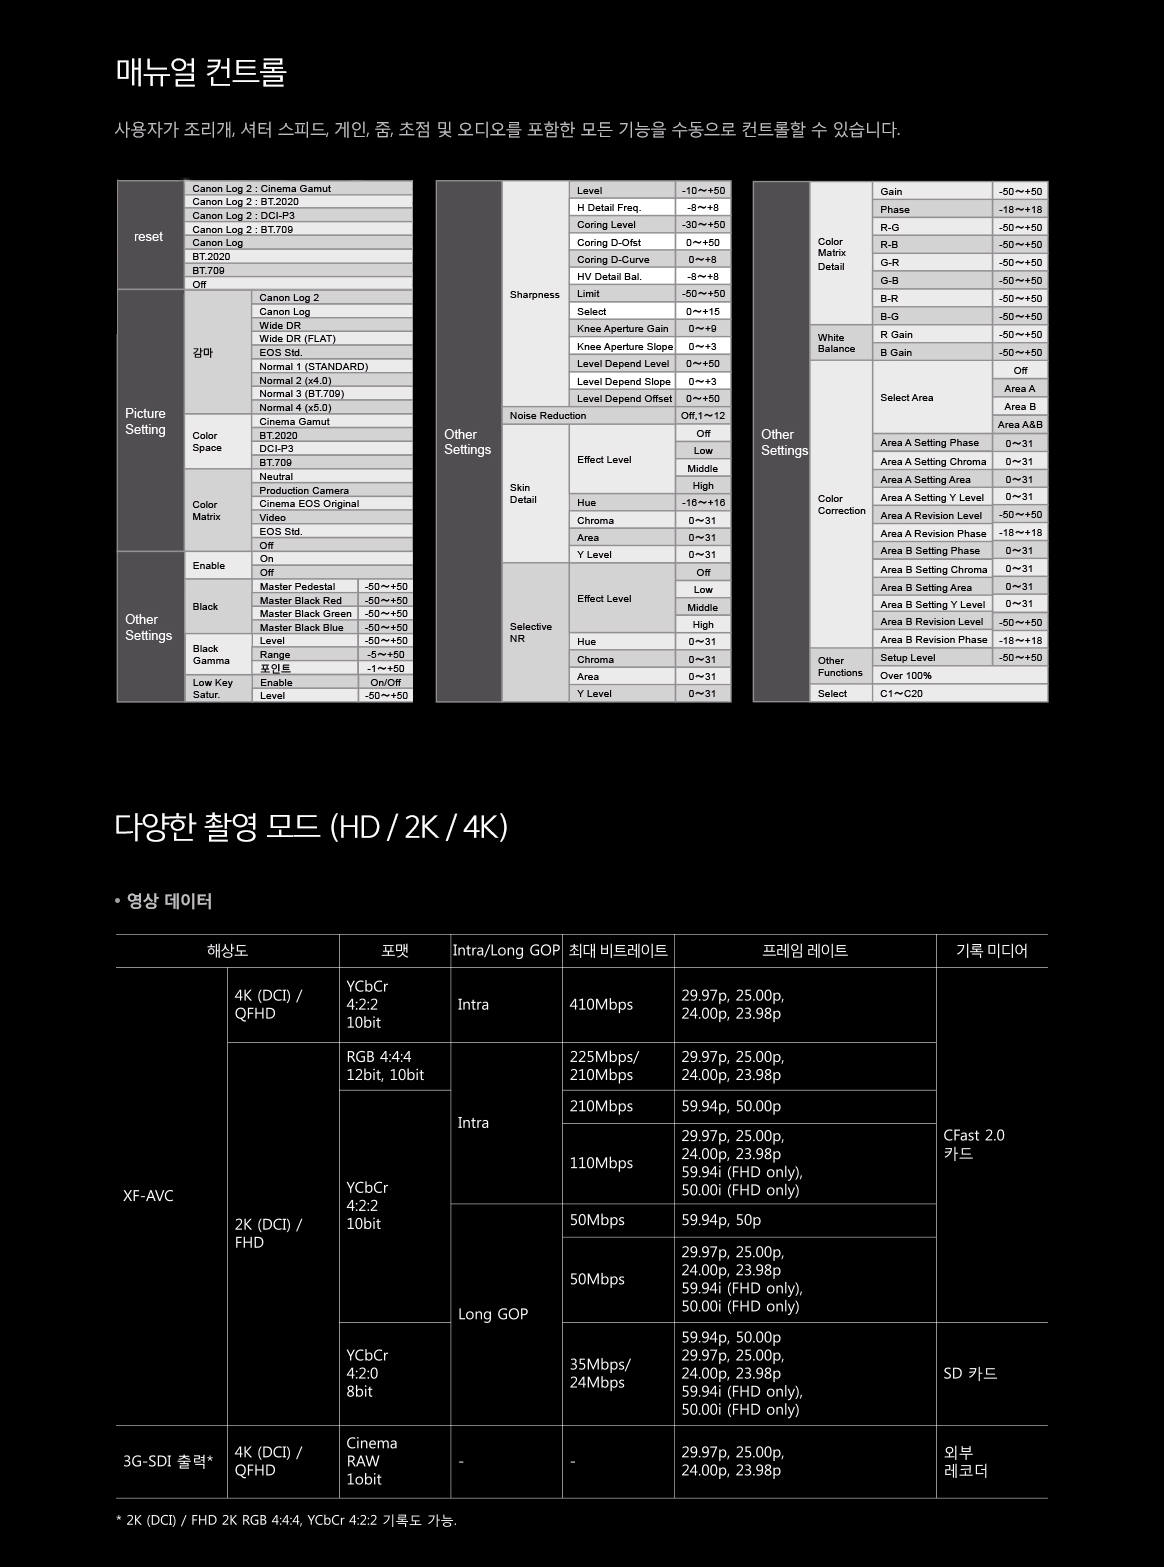 매뉴얼 컨트롤
사용자가 조리개, 셔터 스피드, 게인, 줌, 초점 및 오디오를 포함한 모든 기능을 수동으로 컨트롤할 수 있습니다.
reset
Canon Log 2 : Cinema Gamut
Canon Log 2 : BT.2020
Canon Log 2 : DCI-P3
Canon Log 2 : BT.709
Canon Log
BT.2020
BT.709
Off
Picture
Setting
감마
Canon Log 2
Canon Log
Wide DR
Wide DR (FLAT)
EOS Std.
Normal 1 (STANDARD)
Normal 2 (x4.0)
Normal 3 (BT.709)
Normal 4 (x5.0)
Color
Space
Cinema Gamut
BT.2020
DCI-P3
BT.709
Color
Matrix
Neutral
Production Camera
Cinema EOS Original
Video
EOS Std.
Off
Other
Settings
Enable
On
Off
Black
Master Pedestal -50～+50
Master Black Red -50～+50
Master Black Green -50～+50
Master Black Blue -50～+50
Black
Gamma
Level -50～+50
Range -5～+50
포인트 -1～+50
Low Key
Satur.
Enable On/Off
Level -50～+50
Other
Settings
Sharpness
Level -10～+50
H Detail Freq. -8～+8
Coring Level -30～+50
Coring D-Ofst 0～+50
Coring D-Curve 0～+8
HV Detail Bal. -8～+8
Limit -50～+50
Select 0～+15
Knee Aperture Gain 0～+9
Knee Aperture Slope 0～+3
Level Depend Level 0～+50
Level Depend Slope 0～+3
Level Depend Offset 0～+50
Noise Reduction Off,1～12
Skin
Detail
Effect Level
Off
Low
Middle
High
Hue -16～+16
Chroma 0～31
Area 0～31
Y Level 0～31
Selective
NR
Effect Level
Off
Low
Middle
High
Hue 0～31
Chroma 0～31
Area 0～31
Y Level 0～31
Other
Settings
Color
Matrix
Detail
Gain -50～+50
Phase -18～+18
R-G -50～+50
R-B -50～+50
G-R -50～+50
G-B -50～+50
B-R -50～+50
B-G -50～+50
White
Balance
R Gain -50～+50
B Gain -50～+50
Color
Correction
Select Area
Off
Area A
Area B
Area A&B
Area A Setting Phase 0～31
Area A Setting Chroma 0～31
Area A Setting Area 0～31
Area A Setting Y Level 0～31
Area A Revision Level -50～+50
Area A Revision Phase -18～+18
Area B Setting Phase 0～31
Area B Setting Chroma 0～31
Area B Setting Area 0～31
Area B Setting Y Level 0～31
Area B Revision Level -50～+50
Area B Revision Phase -18～+18
Other
Functions
Setup Level -50～+50
Over 100%
Select C1～C20
다양한 촬영 모드 (HD / 2K / 4K)
• 영상 데이터
해상도 포맷 Intra/Long GOP 최대 비트레이트 프레임 레이트 기록 미디어
XF-AVC
4K (DCI) /
QFHD
YCbCr
4:2:2
10bit
Intra
410Mbps
29.97p, 25.00p,
24.00p, 23.98p
CFast 2.0
카드
2K (DCI) /
FHD
RGB 4:4:4
12bit, 10bit
Intra
225Mbps/
210Mbps
29.97p, 25.00p,
24.00p, 23.98p
YCbCr
4:2:2
10bit
210Mbps
59.94p, 50.00p
110Mbps
29.97p, 25.00p,
24.00p, 23.98p
59.94i (FHD only),
50.00i (FHD only)
Long GOP
50Mbps
59.94p, 50p
50Mbps
29.97p, 25.00p,
24.00p, 23.98p
59.94i (FHD only),
50.00i (FHD only)
YCbCr
4:2:0
8bit
35Mbps/
24Mbps
59.94p, 50.00p
29.97p, 25.00p,
24.00p, 23.98p
59.94i (FHD only),
50.00i (FHD only)
SD 카드
3G-SDI 출력*
4K (DCI) /
QFHD
Cinema
RAW
1obit
-
-
29.97p, 25.00p,
24.00p, 23.98p
외부
레코더
* 2K (DCI) / FHD 2K RGB 4:4:4, YCbCr 4:2:2 기록도 가능.